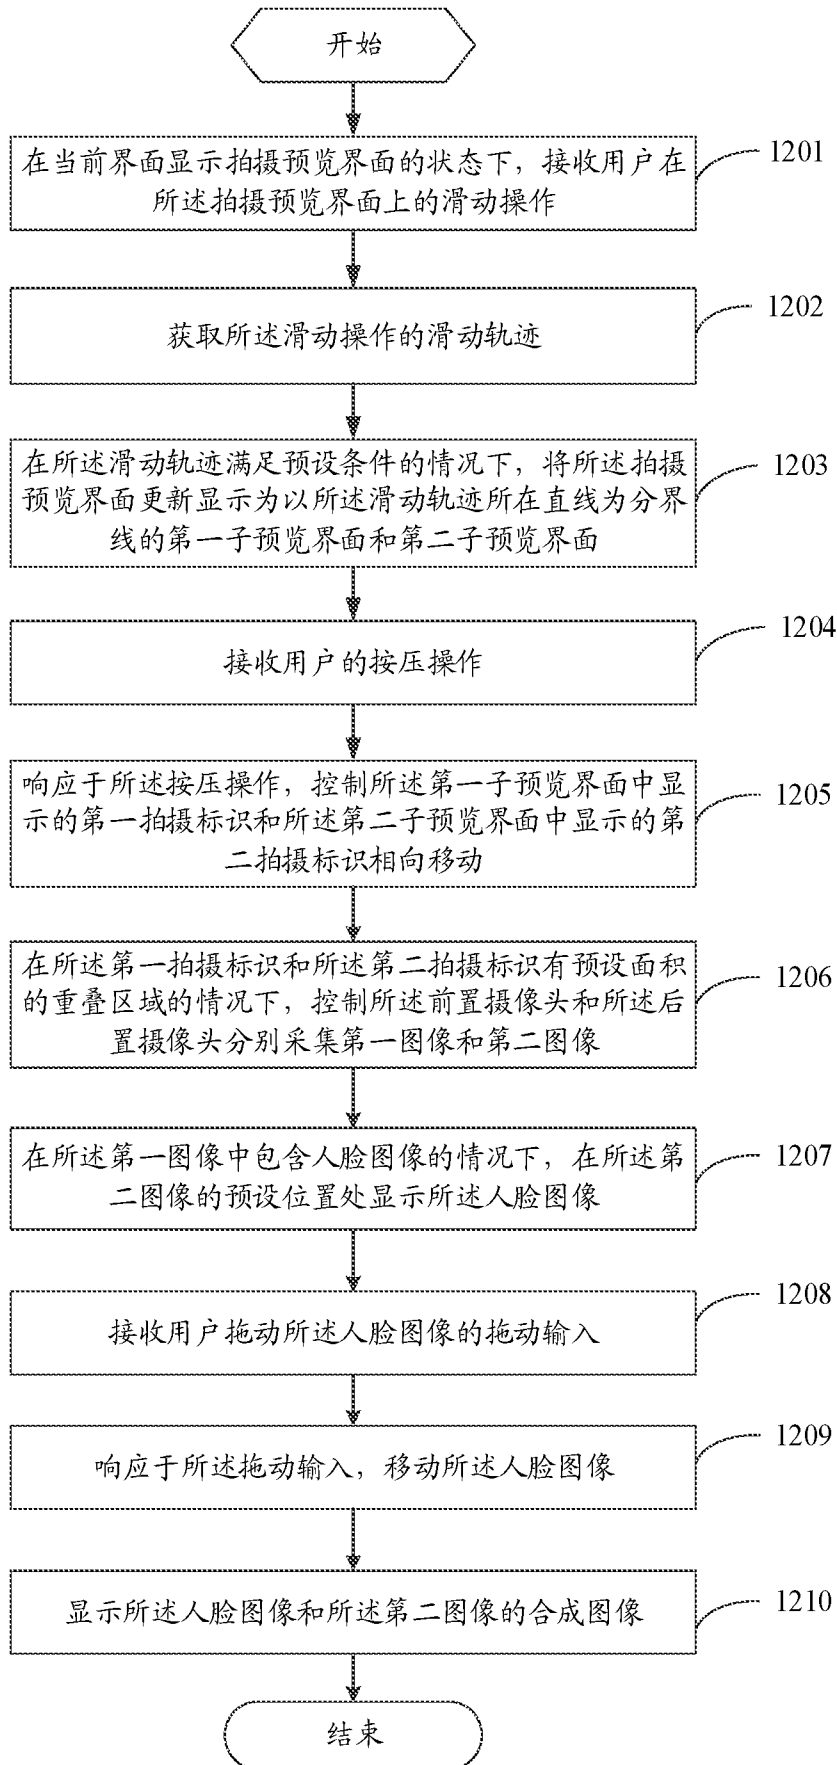 开始
在当前界面显示拍摄预览界面的状态下，接收用户在
所述拍摄预览界面上的滑动操作
1201
获取所述滑动操作的滑动轨迹
1202
在所述滑动轨迹满足预设条件的情况下，将所述拍摄
预览界面更新显示为以所述滑动轨迹所在直线为分界
线的第一子预览界面和第二子预览界面
1203
接收用户的按压操作
1204
响应于所述按压操作，控制所述第一子预览界面中显
示的第一拍摄标识和所述第二子预览界面中显示的第
二拍摄标识相向移动
1205
在所述第一拍摄标识和所述第二拍摄标识有预设面积
的重叠区域的情况下，控制所述前置摄像头和所述后
置摄像头分别采集第一图像和第二图像
1206
在所述第一图像中包含人脸图像的情况下，在所述第
二图像的预设位置处显示所述人脸图像
1207
接收用户拖动所述人脸图像的拖动输入
1208
响应于所述拖动输入，移动所述人脸图像
1209
显示所述人脸图像和所述第二图像的合成图像
1210
结束